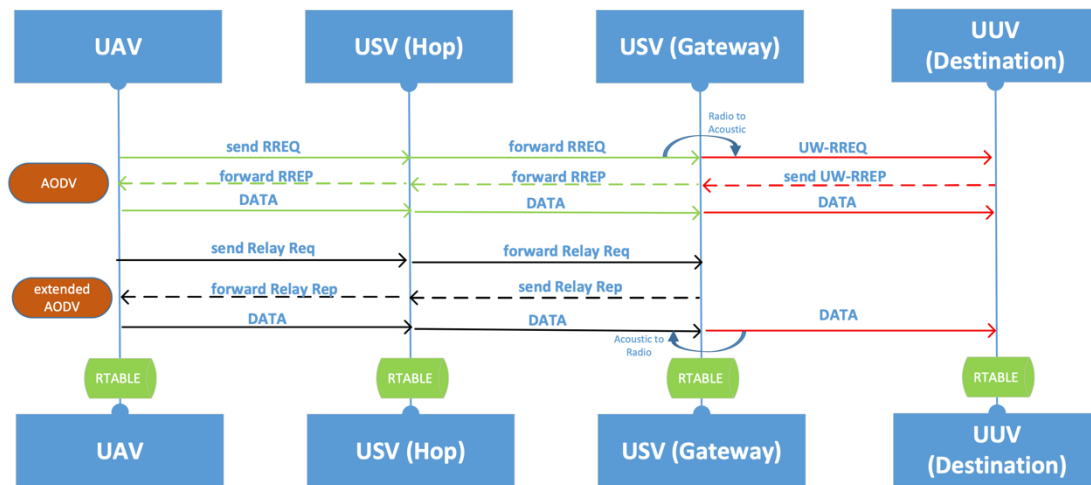 UAV
USV (Hop)
USV (Gateway)
UUV
(Destination)
Radio to
Acoustic
send RREQ
forward RREQ
UW-RREQ
AODV
forward RREP
forward RREP
send UW-RREP
DATA
DATA
DATA
send Relay Req
forward Relay Req
extended
AODV
forward Relay Rep
send Relay Rep
DATA
DATA
DATA
Acoustic to
Radio
RTABLE
RTABLE
RTABLE
RTABLE
UAV
USV (Hop)
USV (Gateway)
UUV
(Destination)